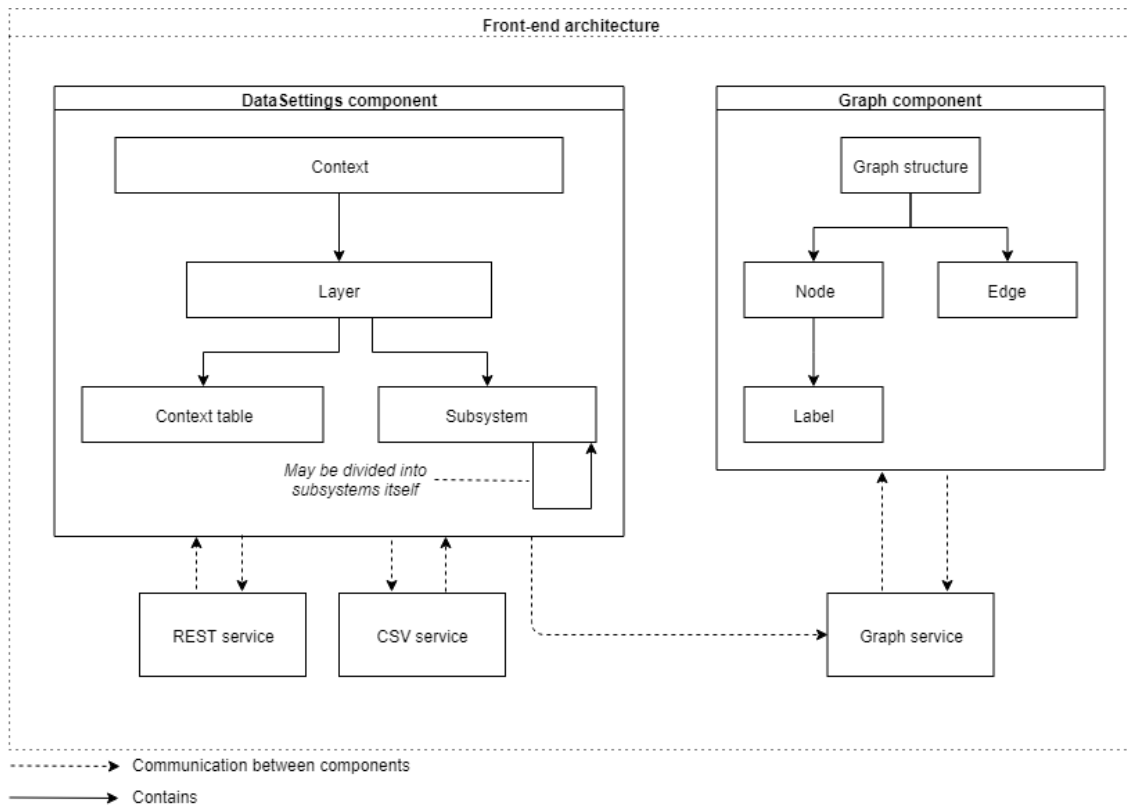 Front-end architecture
DataSettings component
Graph component
Context
Graph structure
Layer
Node
Edge
Context table
Subsystem
Label
May be divided into
subsystems itself
REST service
CSV service
Graph service
Communication between components
Contains